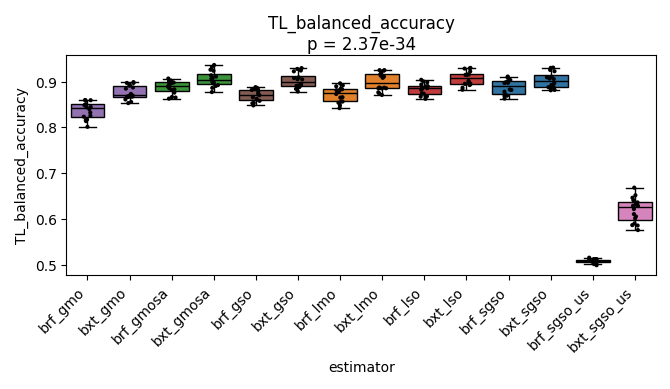 TL_balanced_accuracy
p = 2.37e-34
TL_balanced_accuracy
0.9
0.8
0.7
0.6
0.5
brf_gmo
bxt_gmo
brf_gmosa
bxt_gmosa
brf_gso
bxt_gso
brf_lmo
bxt_lmo
brf_lso
bxt_lso
brf_sgso
bxt_sgso
brf_sgso_us
bxt_sgso_us
estimator